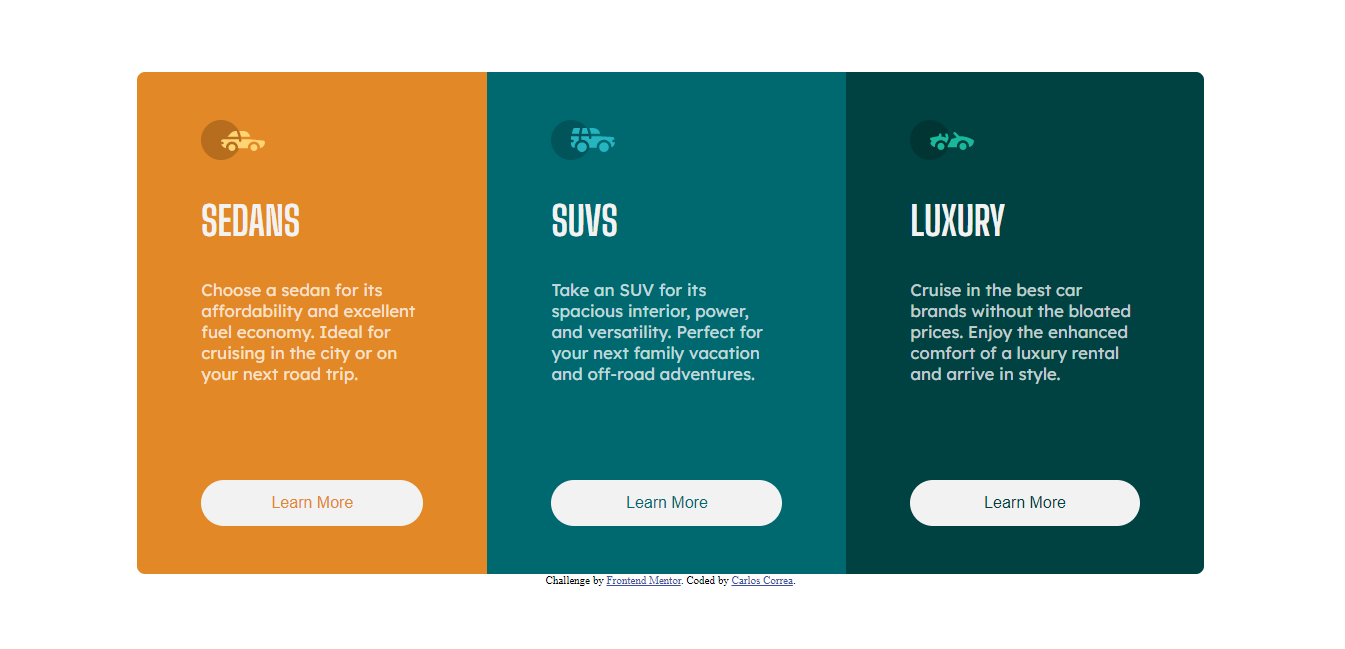 SEDANS
Choose a sedan for its
affordability and excellent
fuel economy. Ideal for
cruising in the city or on
your next road trip.
Learn More
SUVS
Take an SUV for its
spacious interior, power,
and versatility. Perfect for
your next family vacation
and off-road adventures.
Learn More
LUXURY
Cruise in the best car
brands without the bloated
prices. Enjoy the enhanced
comfort of a luxury rental
and arrive in style.
Learn More
Challenge by Frontend Mentor. Coded by Carlos Correa.